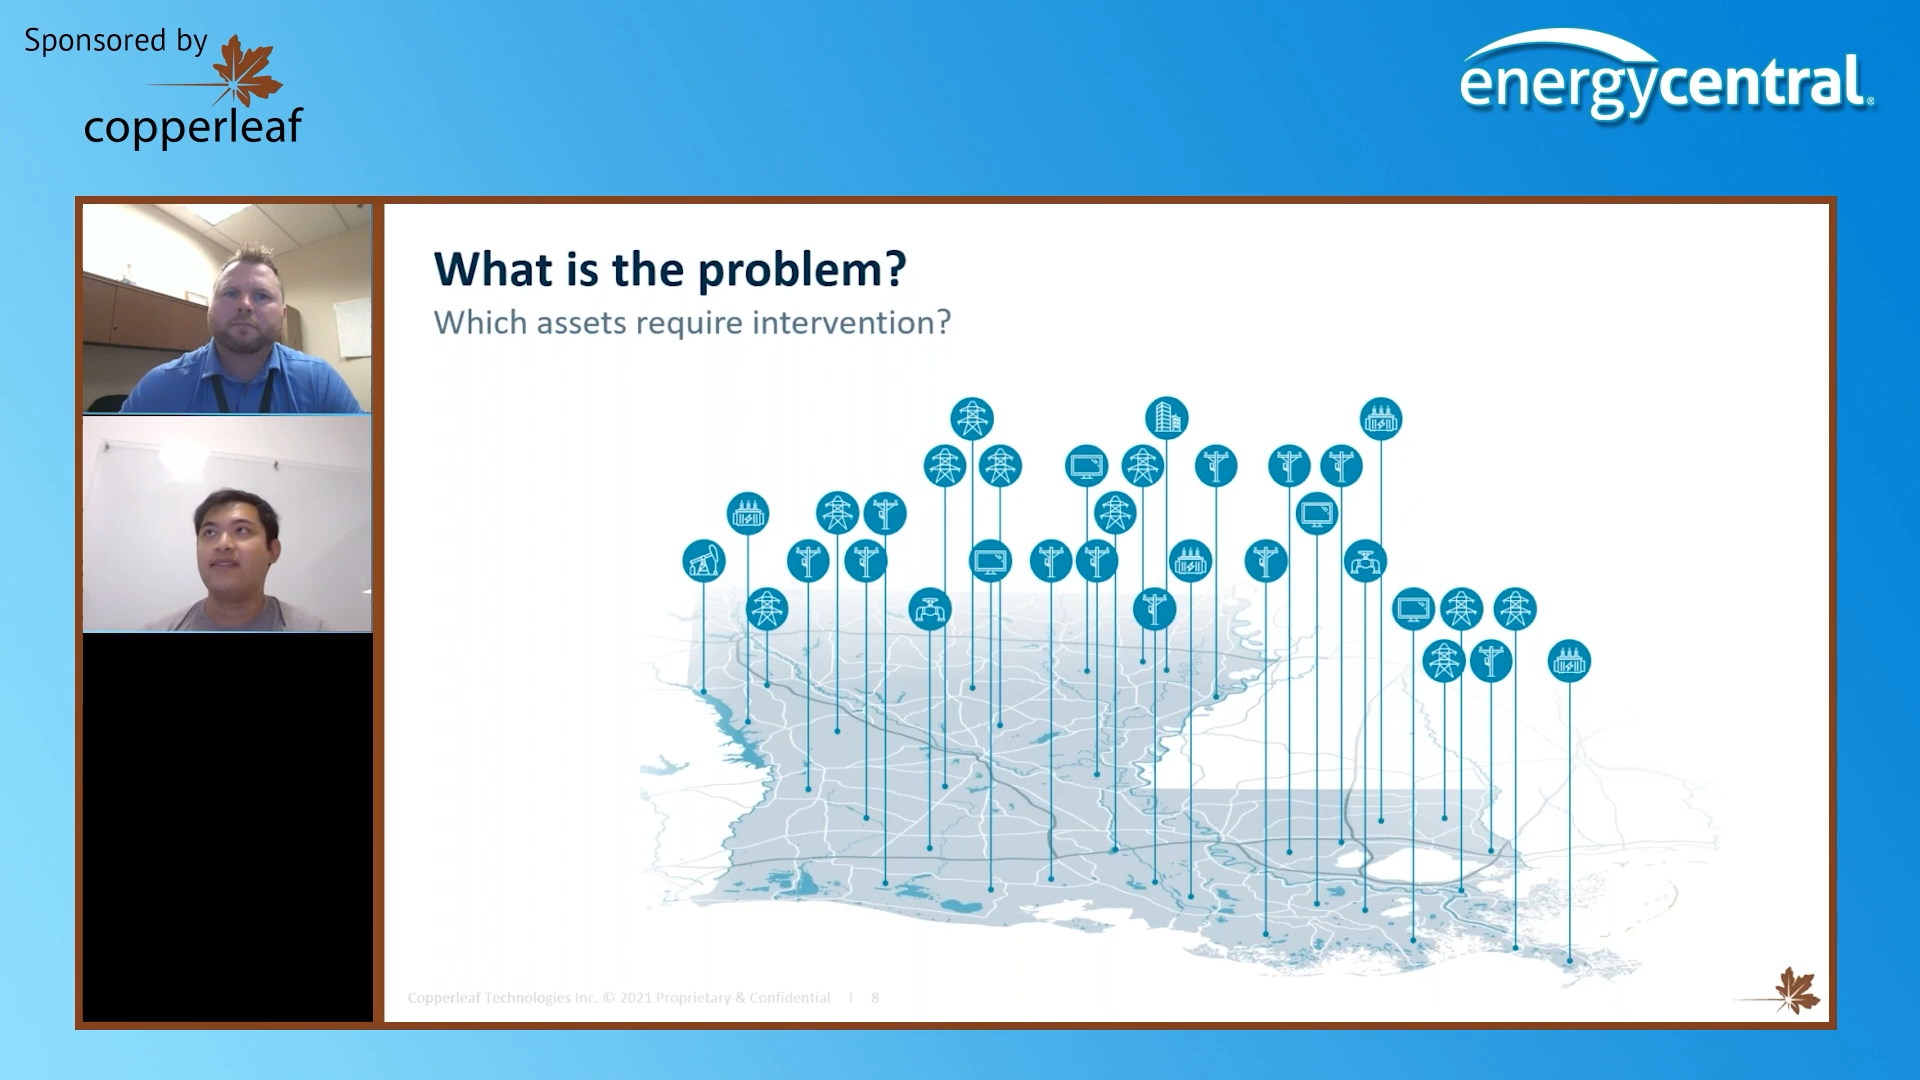 Sponsored by
copperleaf
energycentral®
What is the problem?
Which assets require intervention?
Copperleaf Technologies Inc. © 2021 Proprietary & Confidential | 8